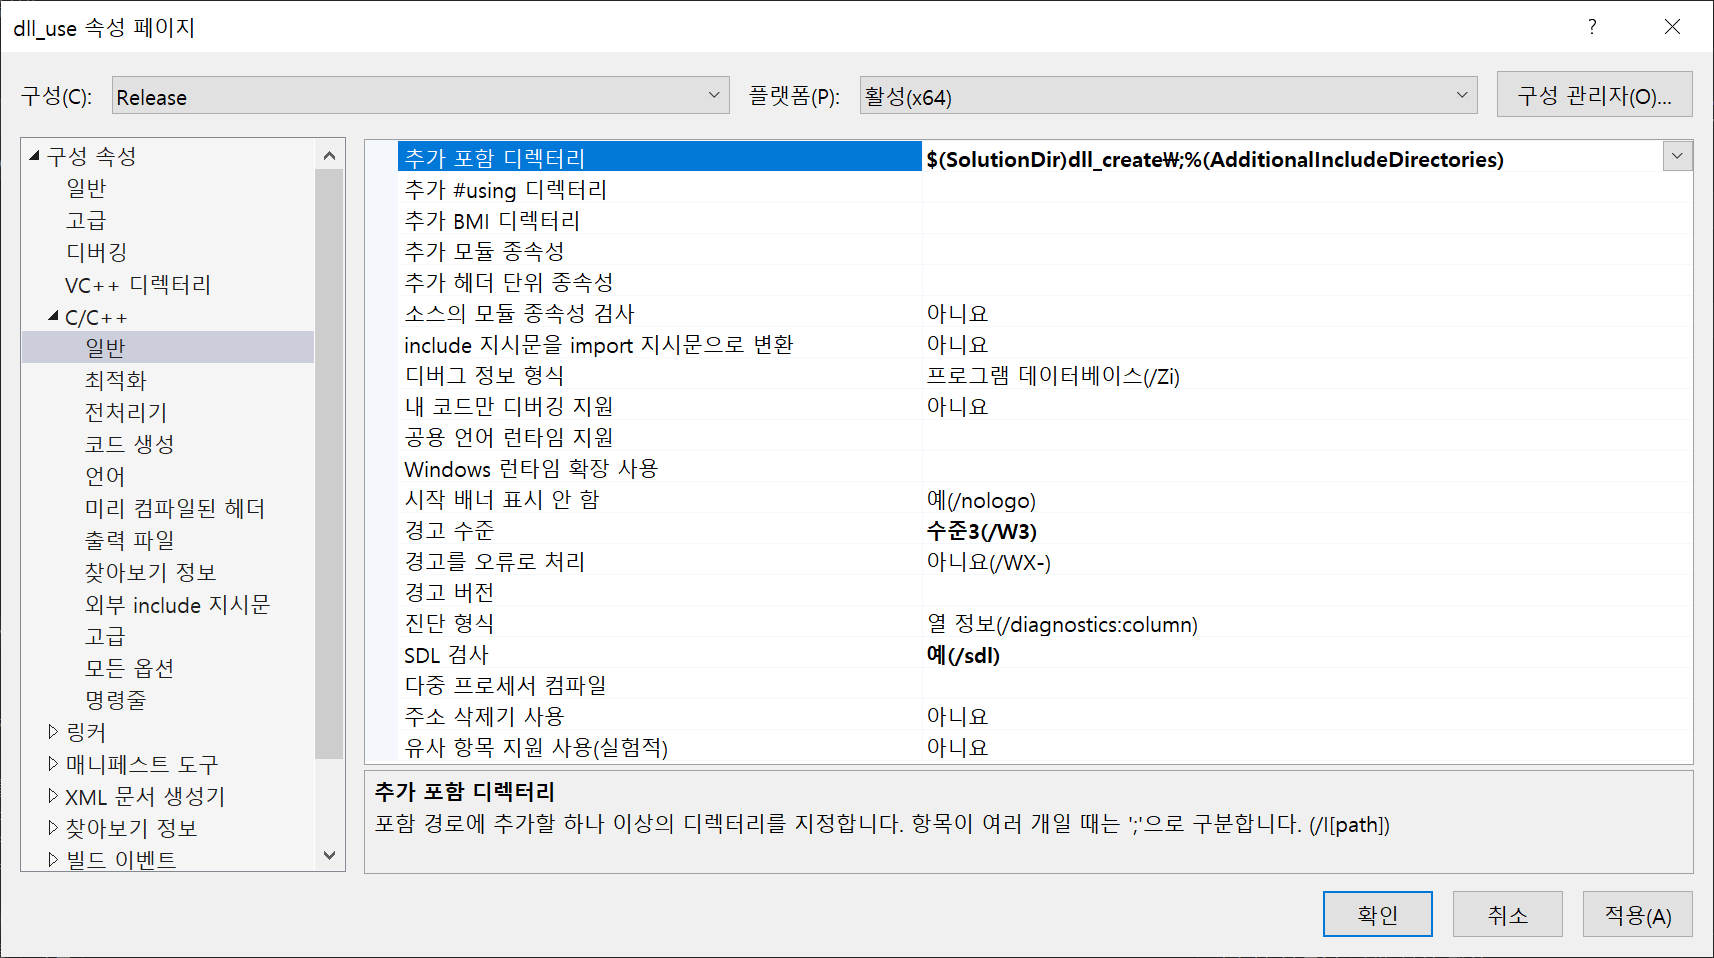 dll_use 속성 페이지
?
구성(C): Release 플랫폼(P): 활성(x64) 구성 관리자(O)...
구성 속성
일반
고급
디버깅
VC++ 디렉터리
C/C++
일반
최적화
전처리기
코드 생성
언어
미리 컴파일된 헤더
출력 파일
찾아보기 정보
외부 include 지시문
고급
모든 옵션
명령줄
링커
매니페스트 도구
XML 문서 생성기
찾아보기 정보
빌드 이벤트
추가 포함 디렉터리 $(SolutionDir)dll_create₩;%(AdditionalIncludeDirectories)
추가 #using 디렉터리
추가 BMI 디렉터리
추가 모듈 종속성
추가 헤더 단위 종속성
소스의 모듈 종속성 검사 아니요
include 지시문을 import 지시문으로 변환 아니요
디버그 정보 형식 프로그램 데이터베이스(/Zi)
내 코드만 디버깅 지원 아니요
공용 언어 런타임 지원
Windows 런타임 확장 사용
시작 배너 표시 안 함 예(/nologo)
경고 수준 수준3(/W3)
경고를 오류로 처리 아니요(/WX-)
경고 버전
진단 형식 열 정보(/diagnostics:column)
SDL 검사 예(/sdl)
다중 프로세서 컴파일
주소 삭제기 사용 아니요
유사 항목 지원 사용(실험적) 아니요
추가 포함 디렉터리
포함 경로에 추가할 하나 이상의 디렉터리를 지정합니다. 항목이 여러 개일 때는 ';'으로 구분합니다. (/I[path])
확인 취소 적용(A)